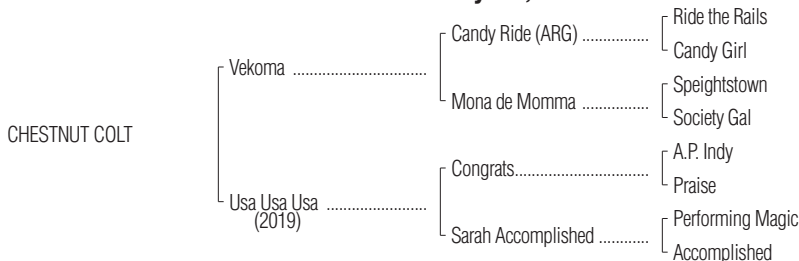 Ride the Rails
Candy Ride (ARG) ................
Candy Girl
Vekoma ................................
Speightstown
Mona de Momma ................
Society Gal
CHESTNUT COLT
A.P. Indy
Congrats................................
Praise
Usa Usa Usa ........................
(2019)
Performing Magic
Sarah Accomplished ............
Accomplished